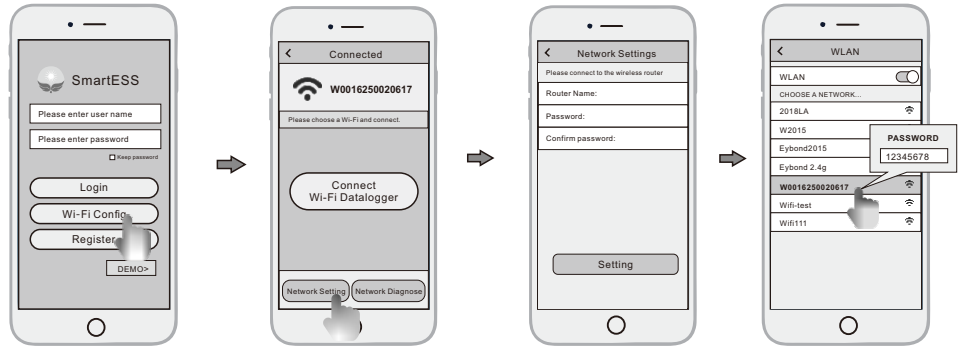 SmartESS
Please enter user name
Please enter password
Keep password
Login
Wi-Fi Config
Register
DEMO>
Connected
W0016250020617
Please choose a Wi-Fi and connect.
Connect
Wi-Fi Datalogger
Network Setting
Network Diagnose
Network Settings
Please connect to the wireless router
Router Name:
Password:
Confirm password:
Setting
WLAN
WLAN
CHOOSE A NETWORK...
2018LA
W2015
Eybond2015
Eybond 2.4g
W0016250020617
Wifi-test
Wifi111
PASSWORD
12345678